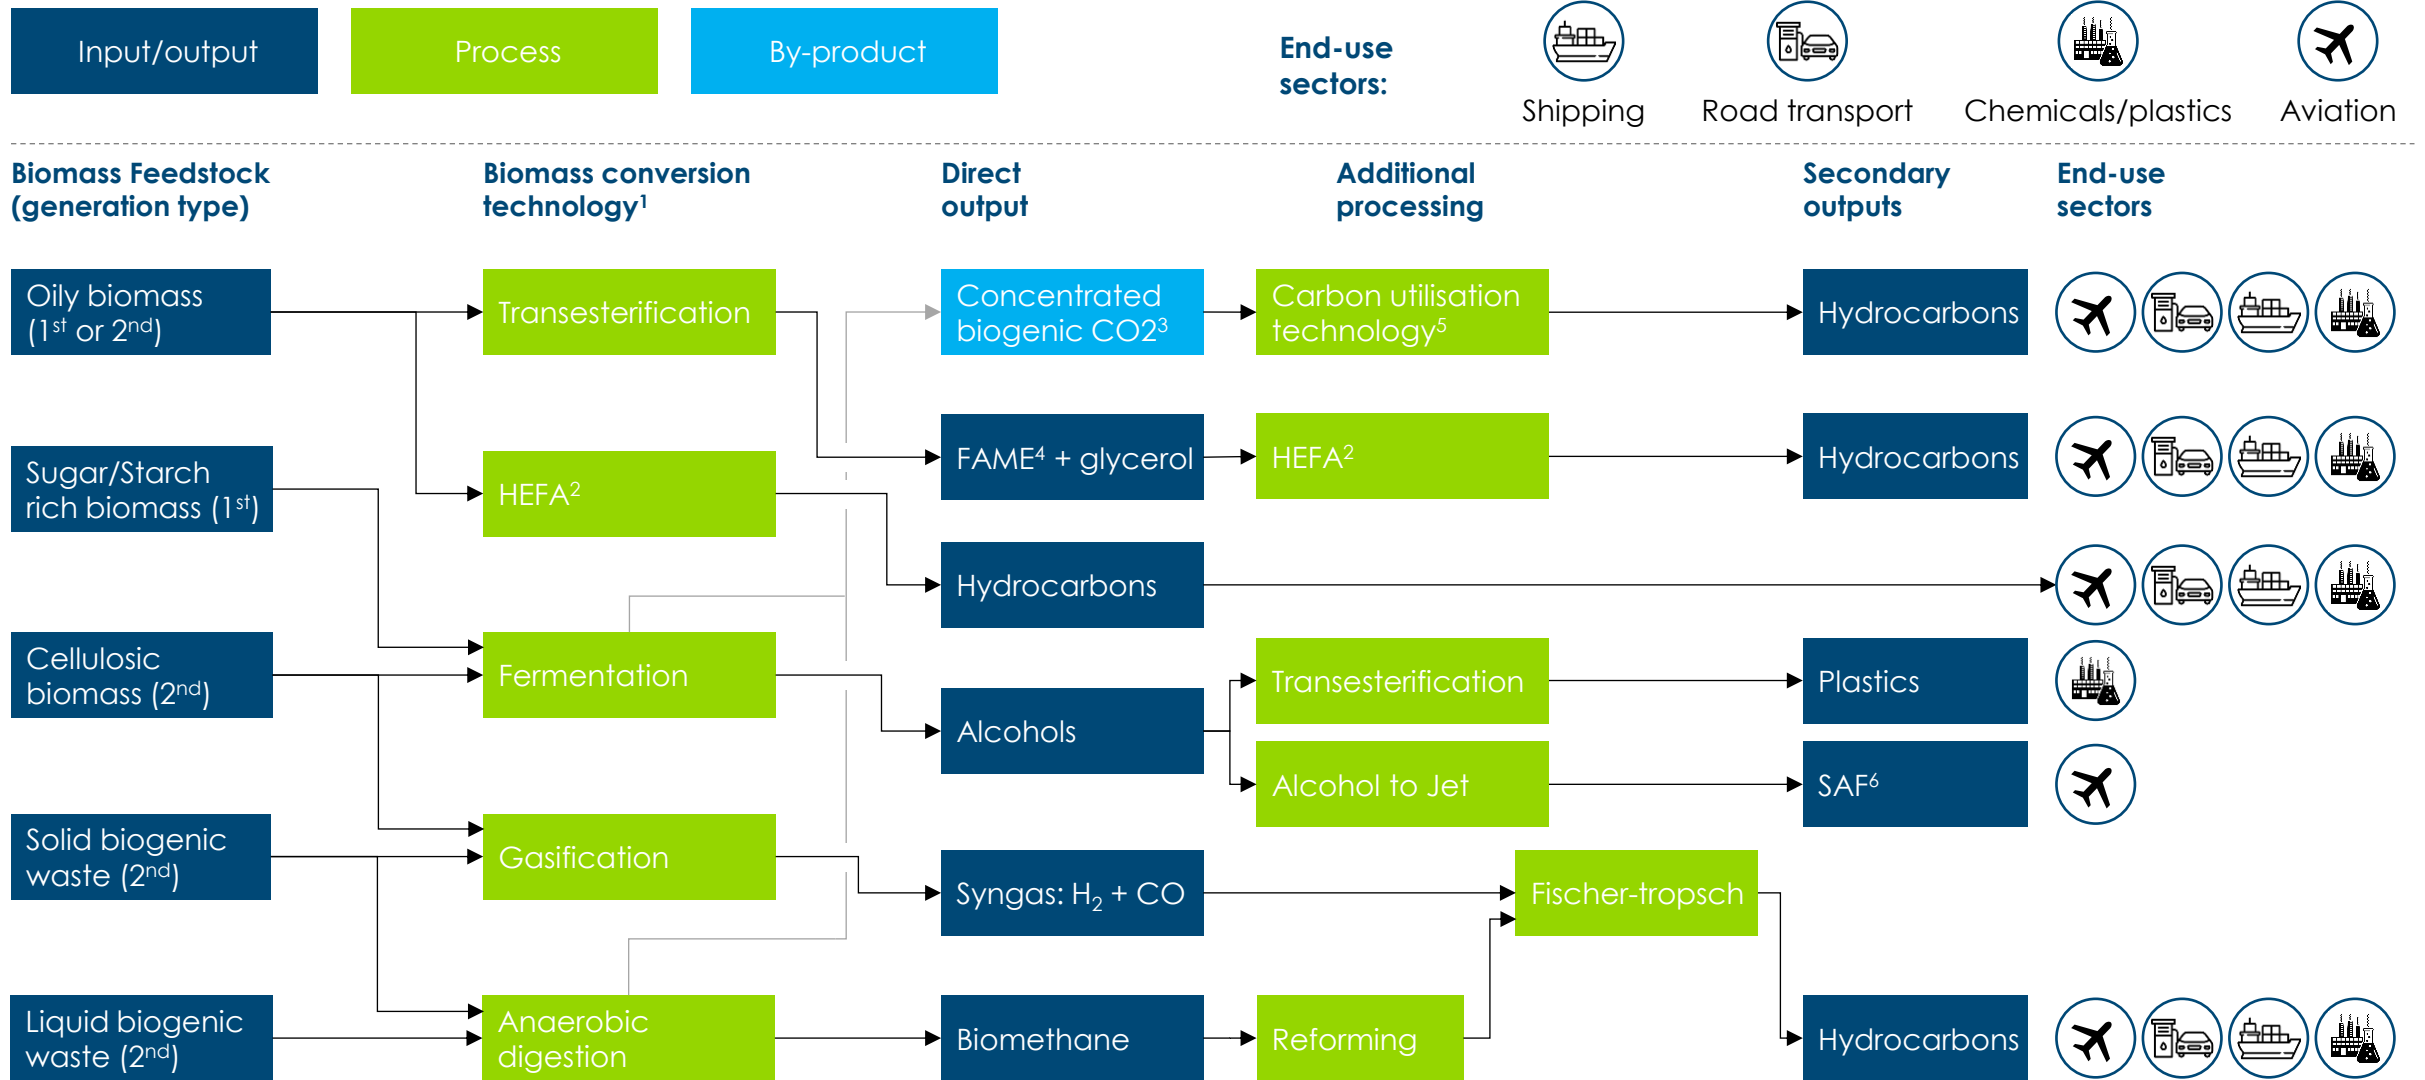 Input/output
Process
By-product
End-use
sectors:
Shipping
Road transport
Chemicals/plastics
Aviation
Biomass Feedstock
(generation type)
Biomass conversion
technology¹
Direct
output
Additional
processing
Secondary
outputs
End-use
sectors
Oily biomass
(1st or 2nd)
Transesterification
Concentrated
biogenic CO2³
Carbon utilisation
technology⁵
Hydrocarbons
Sugar/Starch
rich biomass (1st)
HEFA²
FAME⁴ + glycerol
HEFA²
Hydrocarbons
Hydrocarbons
Cellulosic
biomass (2nd)
Fermentation
Alcohols
Transesterification
Plastics
Alcohol to Jet
SAF⁶
Solid biogenic
waste (2nd)
Gasification
Syngas: H₂ + CO
Fischer-tropsch
Liquid biogenic
waste (2nd)
Anaerobic
digestion
Biomethane
Reforming
Hydrocarbons